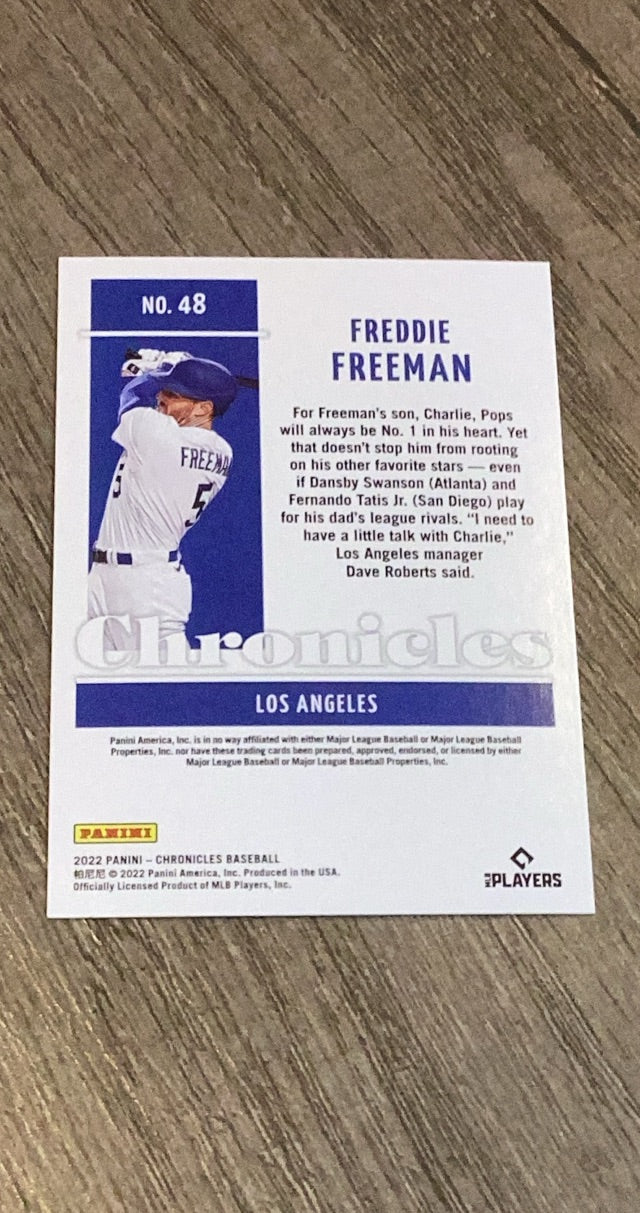 NO. 48
FREDDIE
FREEMAN
For Freeman's son, Charlie, Pops
will always be No. 1 in his heart. Yet
that doesn't stop him from rooting
on his other favorite stars — even
if Dansby Swanson (Atlanta) and
Fernando Tatis Jr. (San Diego) play
for his dad's league rivals. "I need to
have a little talk with Charlie,"
Los Angeles manager
Dave Roberts said.
FREEMA
5
5
Chronicles
LOS ANGELES
Panini America, Inc. is in no way affiliated with either Major League Baseball or Major League Baseball
Properties, Inc. nor have these trading cards been prepared, approved, endorsed, or licensed by either
Major League Baseball or Major League Baseball Properties, Inc.
PANINI
2022 PANINI – CHRONICLES BASEBALL
帕尼尼 © 2022 Panini America, Inc. Produced in the USA.
Officially Licensed Product of MLB Players, Inc.
MLB PLAYERS